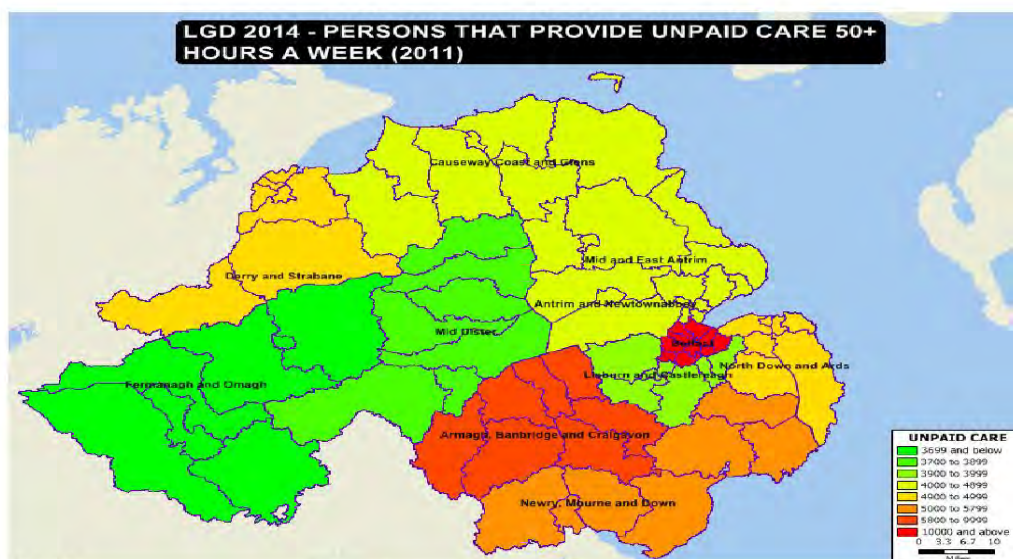 LGD 2014 - PERSONS THAT PROVIDE UNPAID CARE 50+
HOURS A WEEK (2011)
Causeway Coast and Glens
Mid and East Antrim
Derry and Strabane
Antrim and Newtownabbey
Mid Ulster
Belfast
Lisburn and Castlereagh
North Down and Ards
Fermanagh and Omagh
Armagh, Banbridge and Craigavon
Newry, Mourne and Down
UNPAID CARE
3699 and below
3700 to 3899
3900 to 3999
4000 to 4899
4900 to 4999
5000 to 5799
5800 to 9999
10000 and above
0 3.3 6.7 10